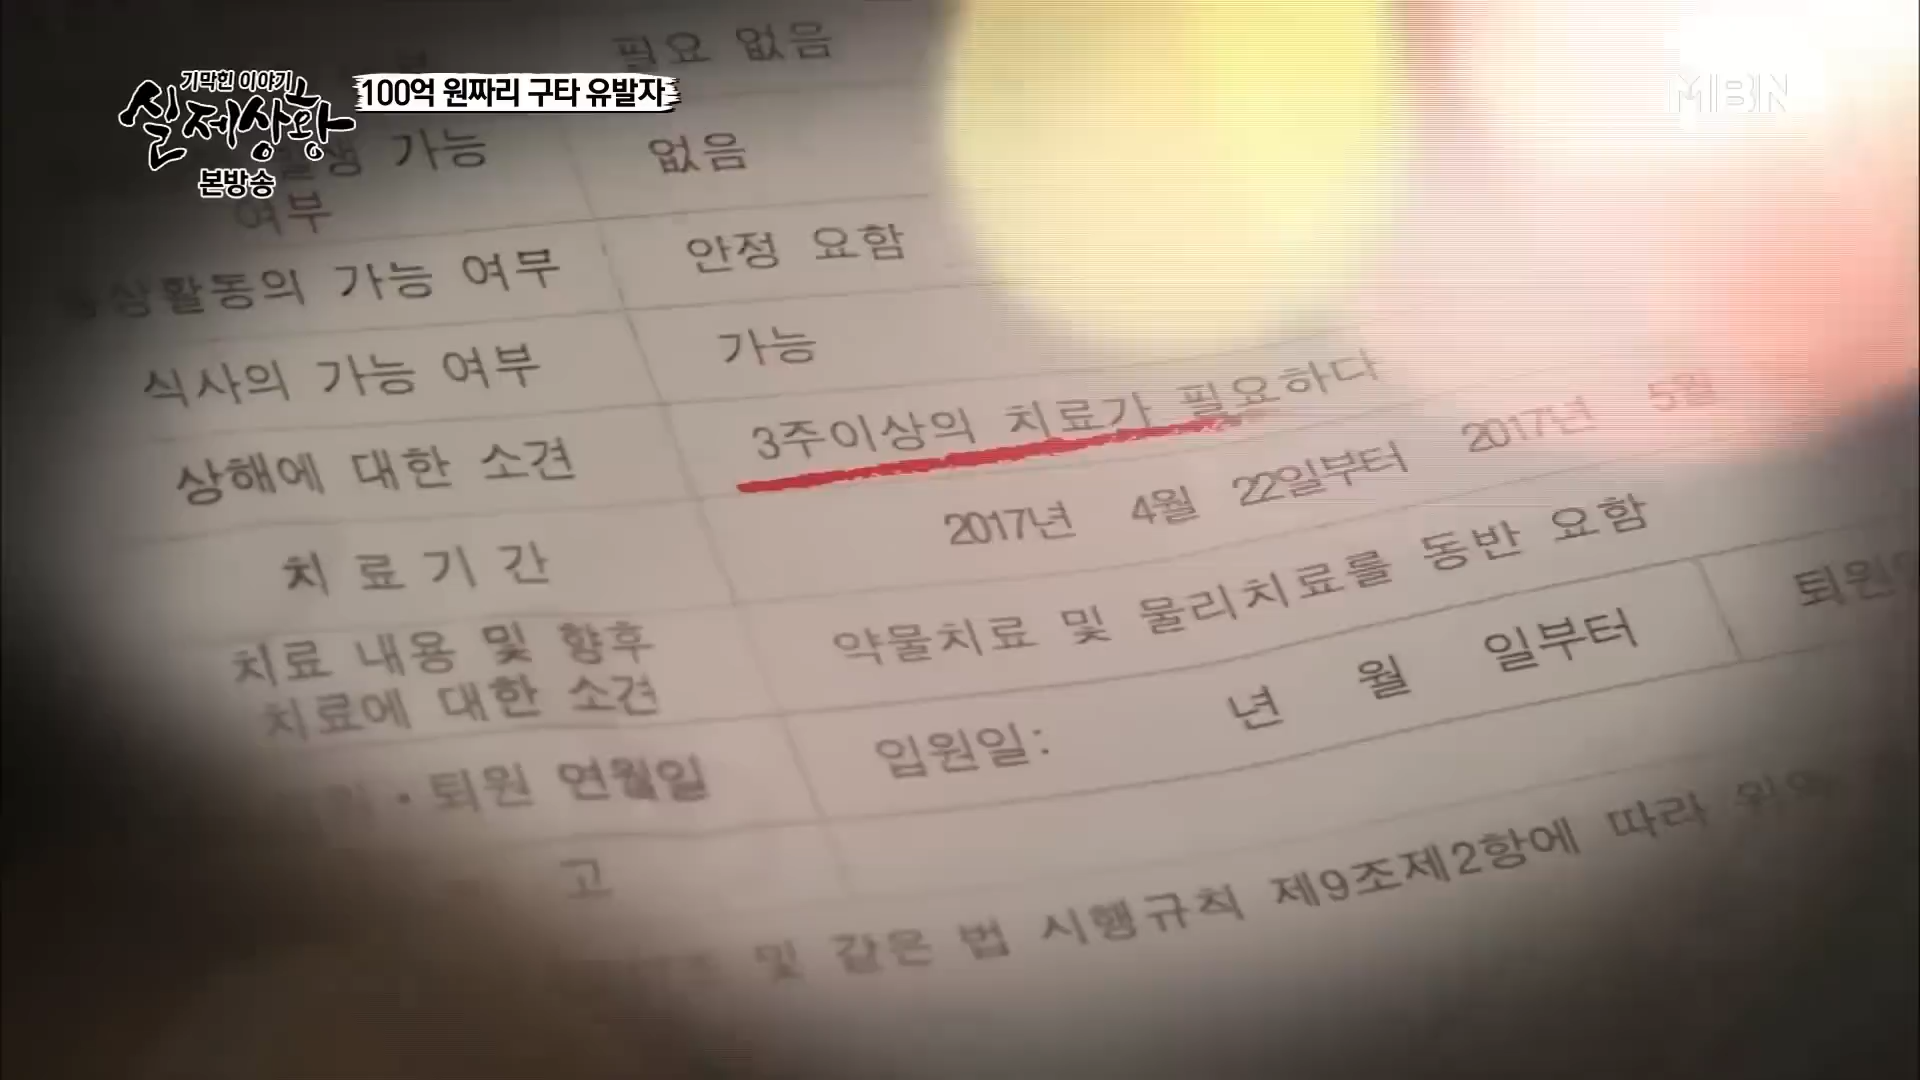 기막힌 이야기
실제상황
본방송
100억 원짜리 구타 유발자
MBN
필요 없음
가능
여부
없음
상활동의 가능 여부
안정 요함
식사의 가능 여부
가능
상해에 대한 소견
3주이상의 치료가 필요하다
치료기간
2017년 4월 22일부터 2017년 5월
치료 내용 및 향후
치료에 대한 소견
약물치료 및 물리치료를 동반 요함
· 퇴원 연월일
입원일: 년 월 일부터
퇴원
고
및 같은 법 시행규칙 제9조제2항에 따라